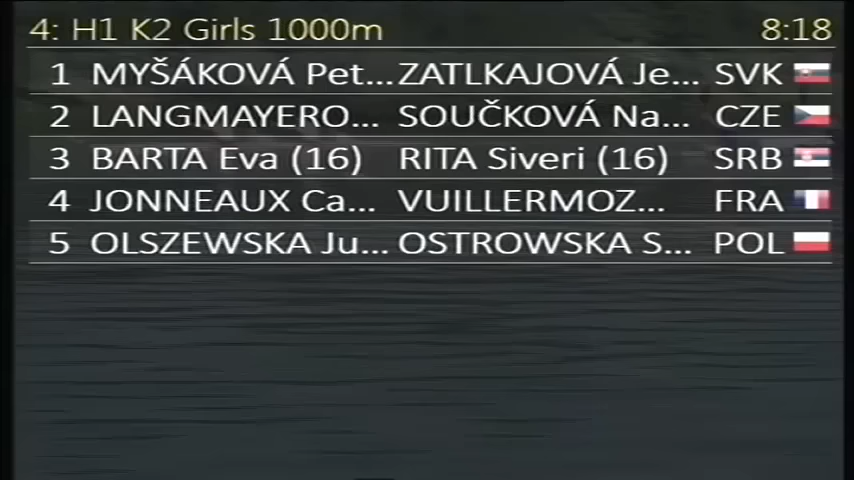 4: H1 K2 Girls 1000m 8:18
1 MYŠÁKOVÁ Pet... ZATLKAJOVÁ Je... SVK
2 LANGMAYERO... SOUČKOVÁ Na... CZE
3 BARTA Eva (16) RITA Siveri (16) SRB
4 JONNEAUX Ca... VUILLERMOZ... FRA
5 OLSZEWSKA Ju... OSTROWSKA S... POL